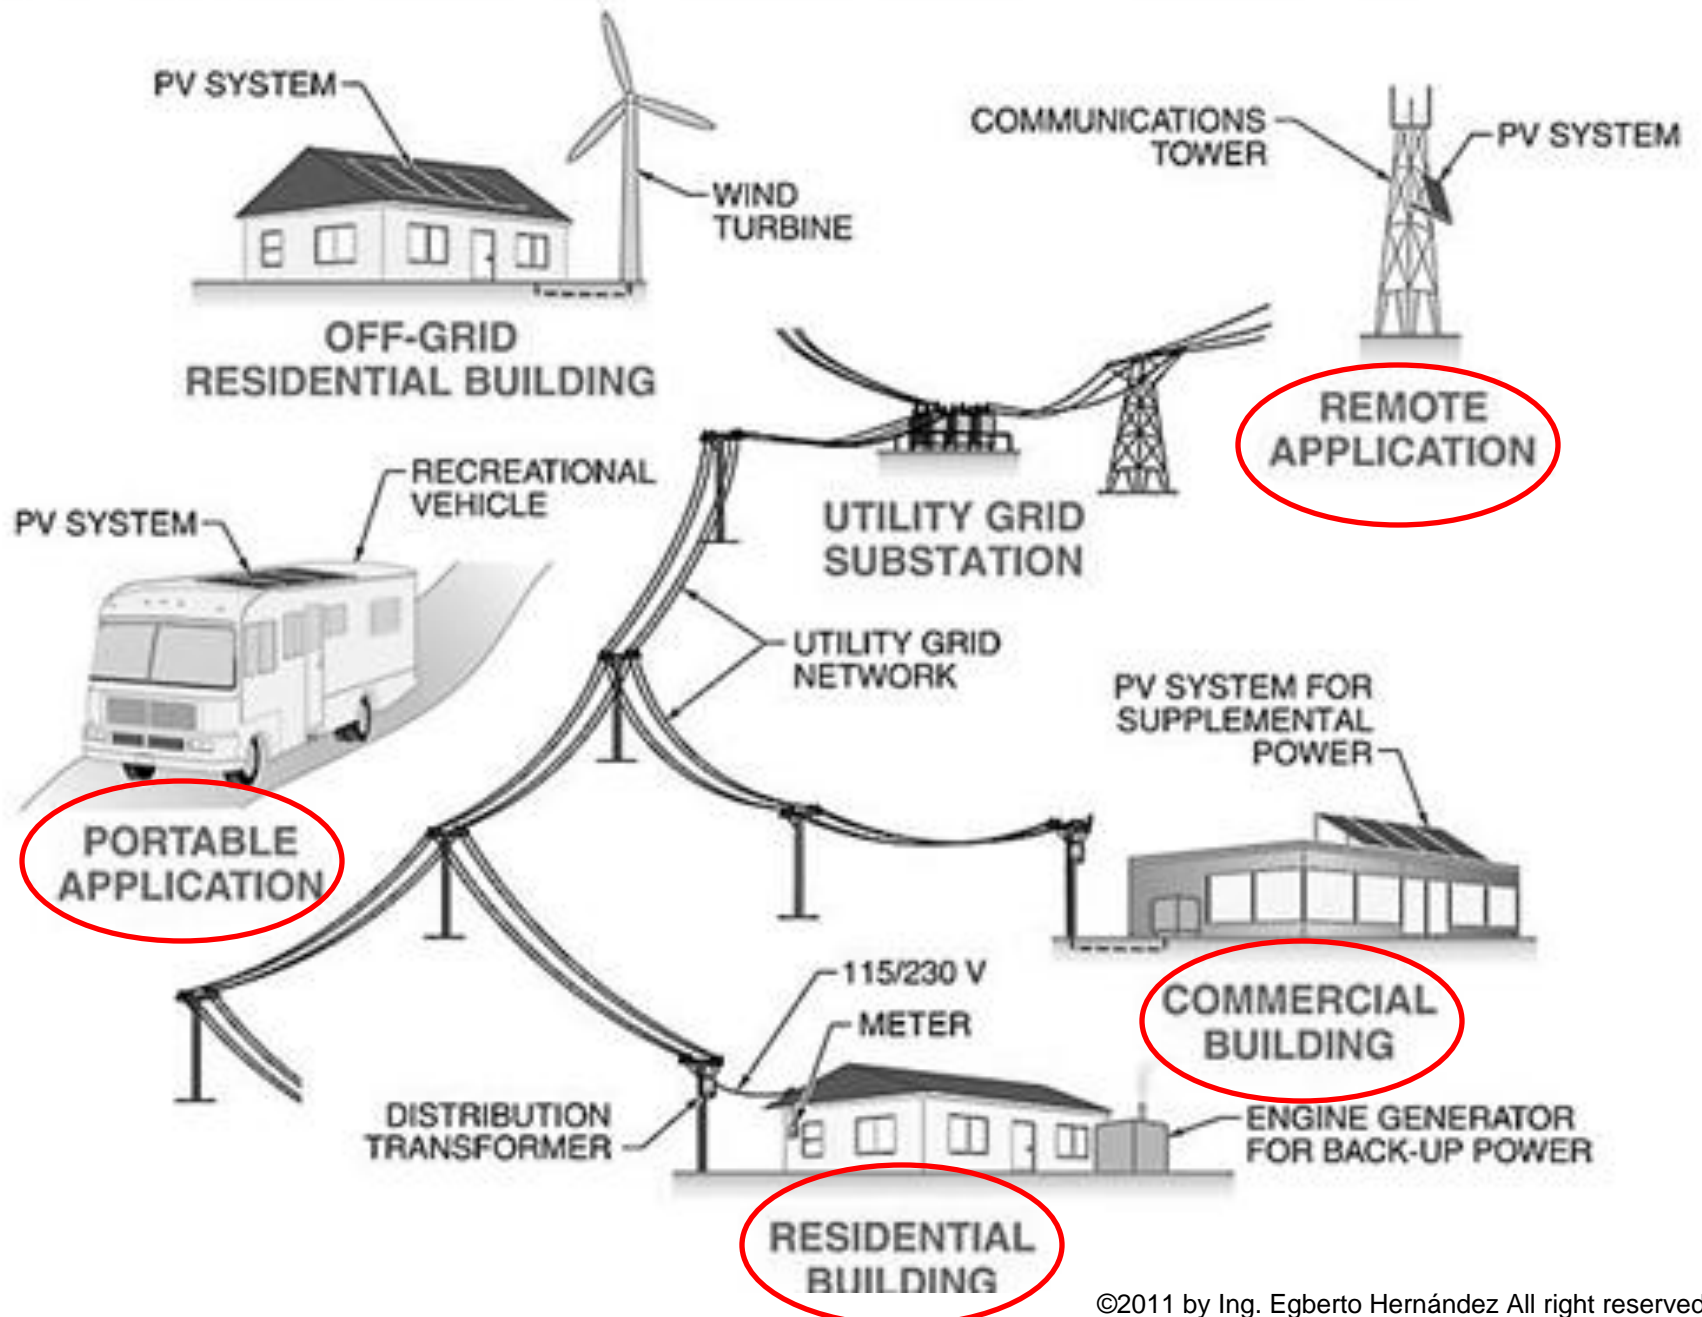 PV SYSTEM
WIND
TURBINE
OFF-GRID
RESIDENTIAL BUILDING
COMMUNICATIONS
TOWER
PV SYSTEM
REMOTE
APPLICATION
RECREATIONAL
VEHICLE
PV SYSTEM
PORTABLE
APPLICATION
UTILITY GRID
SUBSTATION
UTILITY GRID
NETWORK
PV SYSTEM FOR
SUPPLEMENTAL
POWER
COMMERCIAL
BUILDING
115/230 V
METER
DISTRIBUTION
TRANSFORMER
ENGINE GENERATOR
FOR BACK-UP POWER
RESIDENTIAL
BUILDING
©2011 by Ing. Egberto Hernández All right reserved